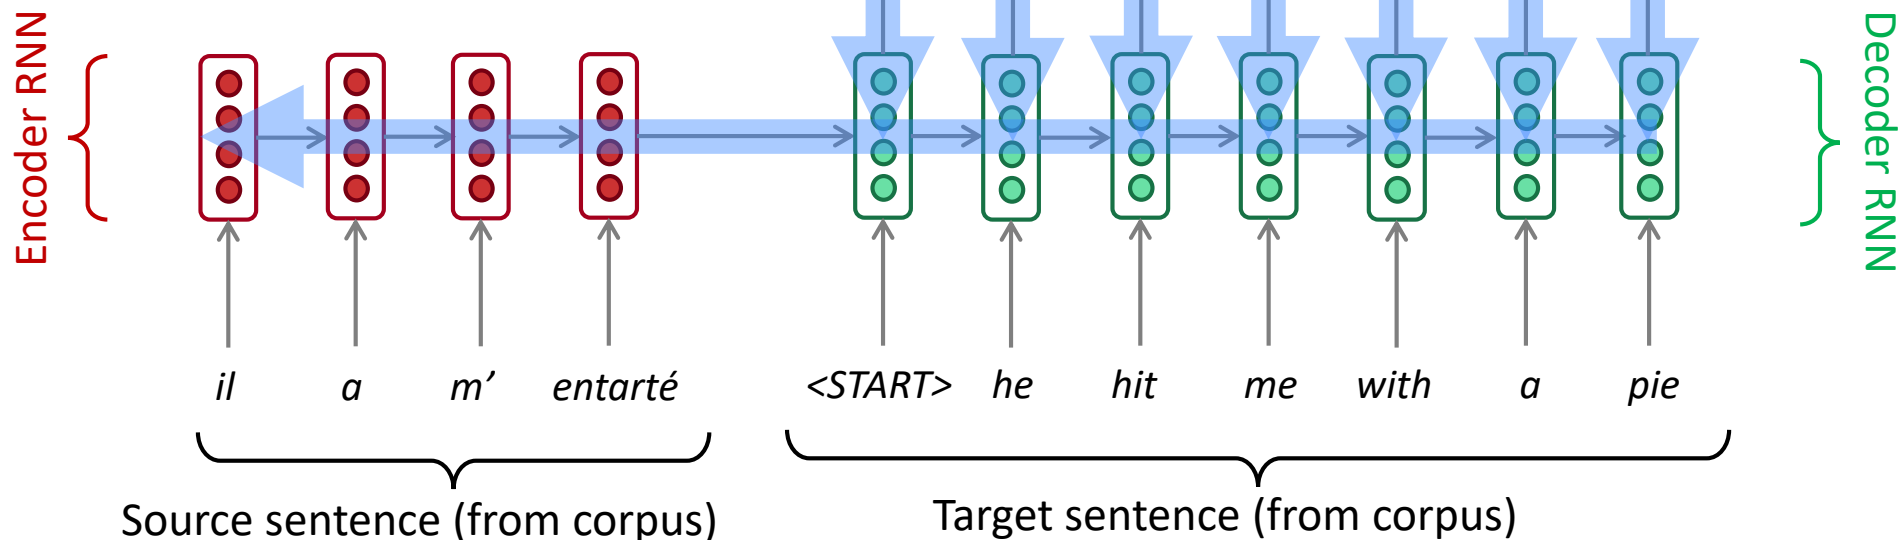 Encoder RNN
Decoder RNN
il a m’ entarté <START> he hit me with a pie
Source sentence (from corpus)
Target sentence (from corpus)